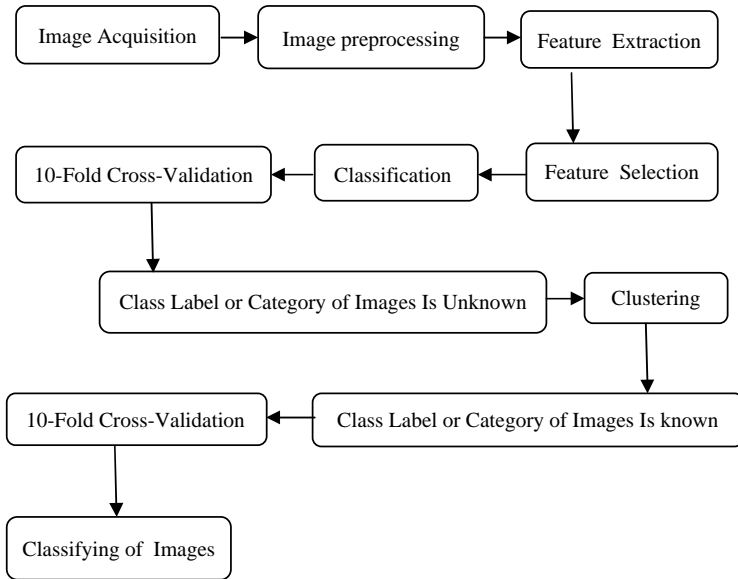 Image Acquisition
Image preprocessing
Feature Extraction
Feature Selection
Classification
10-Fold Cross-Validation
Class Label or Category of Images Is Unknown
Clustering
Class Label or Category of Images Is known
10-Fold Cross-Validation
Classifying of Images